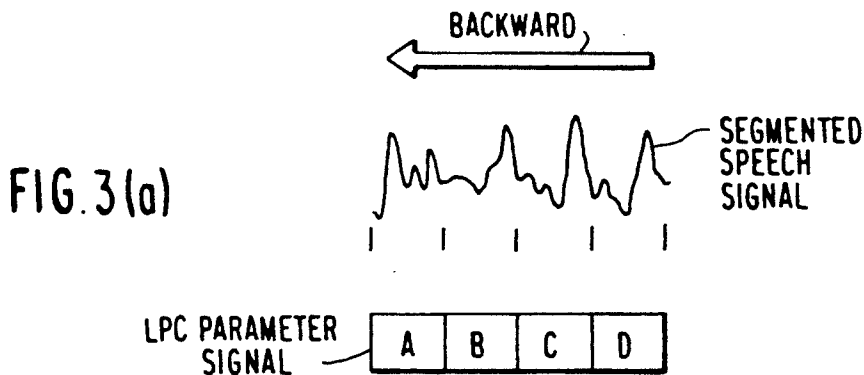 BACKWARD
SEGMENTED
SPEECH
SIGNAL
FIG. 3(a)
LPC PARAMETER
SIGNAL
A B C D